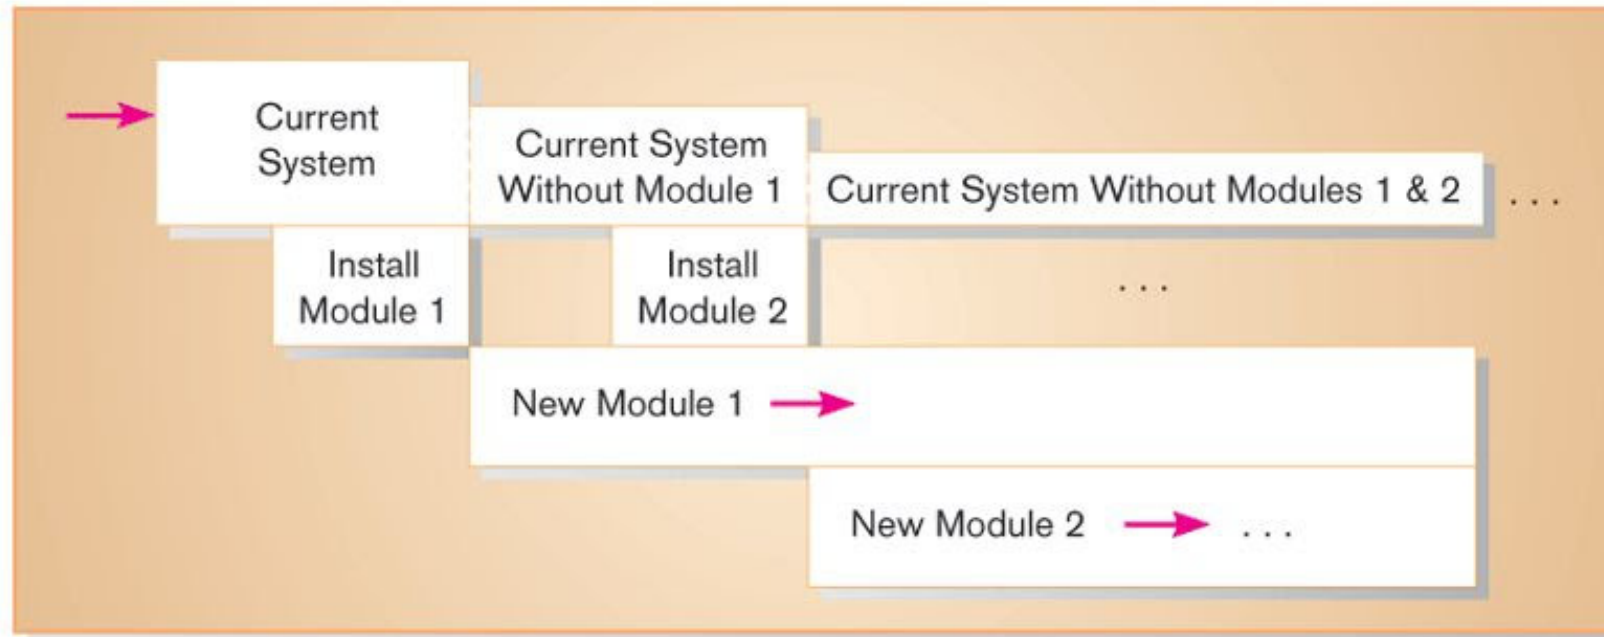 Current
System
Current System
Without Module 1
Current System Without Modules 1 & 2
. . .
Install
Module 1
Install
Module 2
. . .
New Module 1
New Module 2
. . .